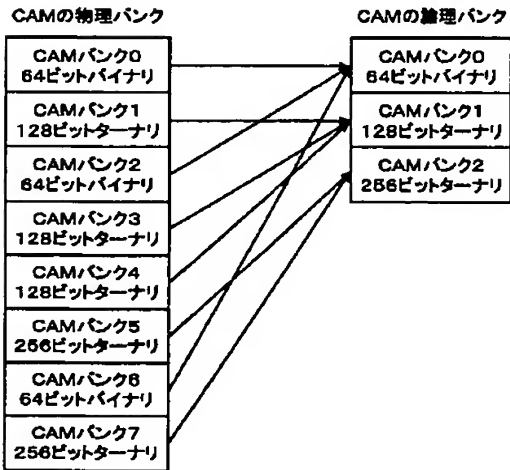 CAMの物理バンク
CAMバンク0
64ビットバイナリ
CAMバンク1
128ビットターナリ
CAMバンク2
64ビットバイナリ
CAMバンク3
128ビットターナリ
CAMバンク4
128ビットターナリ
CAMバンク5
256ビットターナリ
CAMバンク6
64ビットバイナリ
CAMバンク7
256ビットターナリ
CAMの論理バンク
CAMバンク0
64ビットバイナリ
CAMバンク1
128ビットターナリ
CAMバンク2
256ビットターナリ